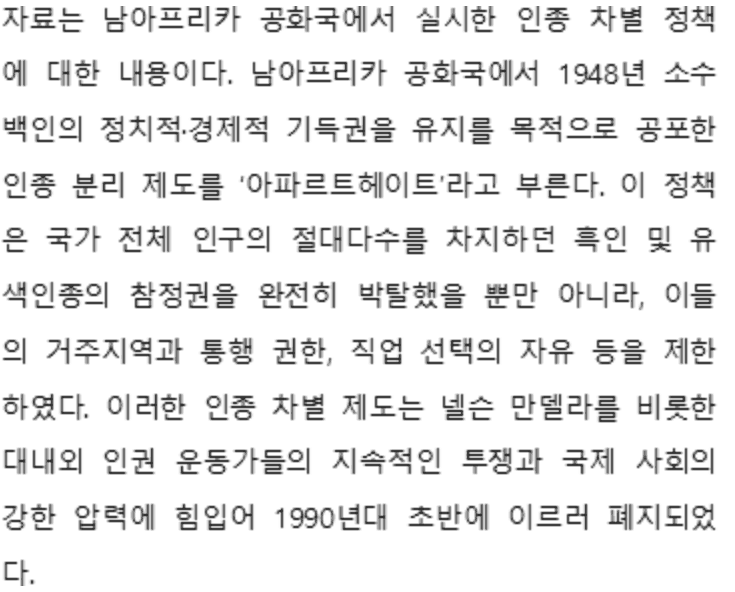 자료는 남아프리카 공화국에서 실시한 인종 차별 정책
에 대한 내용이다. 남아프리카 공화국에서 1948년 소수
백인의 정치적·경제적 기득권을 유지를 목적으로 공포한
인종 분리 제도를 '아파르트헤이트'라고 부른다. 이 정책
은 국가 전체 인구의 절대다수를 차지하던 흑인 및 유
색인종의 참정권을 완전히 박탈했을 뿐만 아니라, 이들
의 거주지역과 통행 권한, 직업 선택의 자유 등을 제한
하였다. 이러한 인종 차별 제도는 넬슨 만델라를 비롯한
대내외 인권 운동가들의 지속적인 투쟁과 국제 사회의
강한 압력에 힘입어 1990년대 초반에 이르러 폐지되었
다.